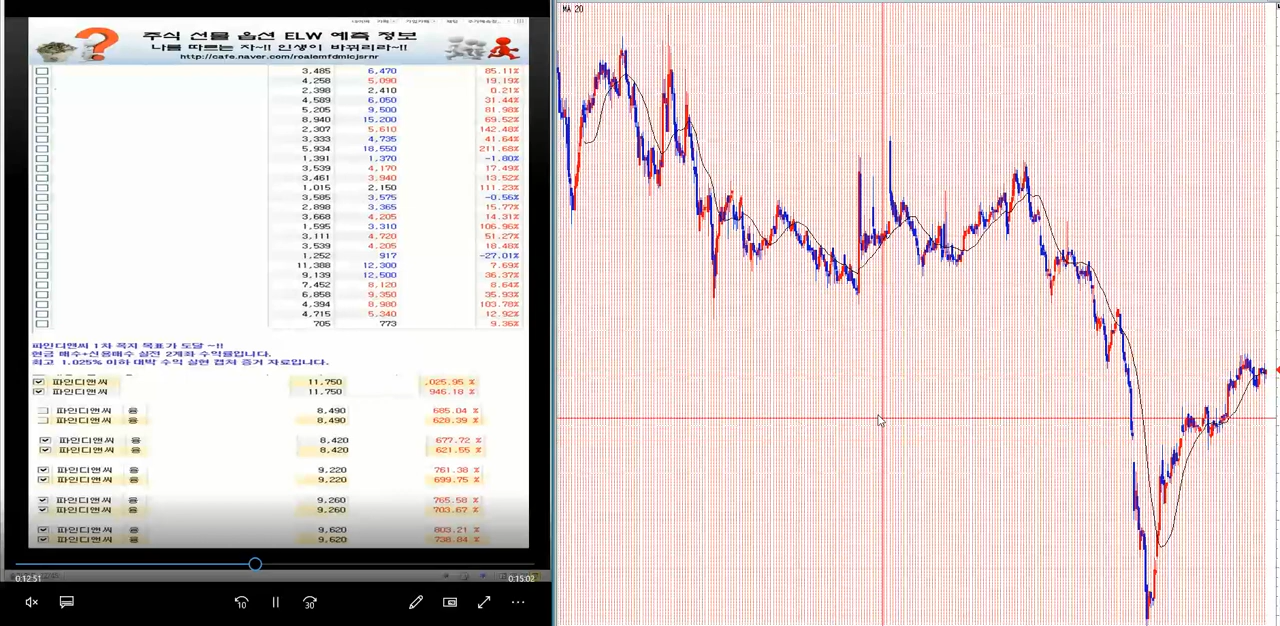 주식 선물 옵션 ELW 예측 정보
나를 따르는 자~!! 인생이 바뀌리라~!!
http://cafe.naver.com/roalemfdmicjsrnr
3,485 6,470 85.11%
4,258 5,090 19.19%
2,398 2,410 0.21%
4,589 6,050 31.44%
5,205 9,500 81.98%
8,940 15,200 69.52%
2,307 5,610 142.48%
3,333 4,735 41.64%
5,934 18,550 211.68%
1,391 1,370 -1.80%
3,539 4,170 17.49%
3,461 3,940 13.52%
1,015 2,150 111.23%
3,585 3,575 -0.56%
2,898 3,365 15.77%
3,668 4,205 14.31%
1,595 3,310 106.96%
3,111 4,720 51.27%
3,539 4,205 18.48%
1,252 917 -27.01%
11,388 12,300 7.69%
9,139 12,500 36.37%
7,452 8,120 8.64%
6,858 9,350 35.93%
4,394 8,980 103.78%
4,715 5,340 12.92%
705 773 9.36%
파인디앤씨 1차 꼭지 목표가 도달 ~!!
현금 매수+신용매수 실전 2계좌 수익률입니다.
최고 1,025% 이하 대박 수익 실현 캡처 증거 자료입니다.
파인디앤씨 11,750 ,025.95 %
파인디앤씨 11,750 946.18 %
파인디앤씨 융 8,490 685.04 %
파인디앤씨 융 8,490 628.39 %
파인디앤씨 융 8,420 677.72 %
파인디앤씨 융 8,420 621.55 %
파인디앤씨 융 9,220 761.38 %
파인디앤씨 융 9,220 699.75 %
파인디앤씨 융 9,260 765.58 %
파인디앤씨 융 9,260 703.67 %
파인디앤씨 융 9,620 803.21 %
파인디앤씨 융 9,620 738.84 %
0:12:51 0:15:02
10 30
MA 20